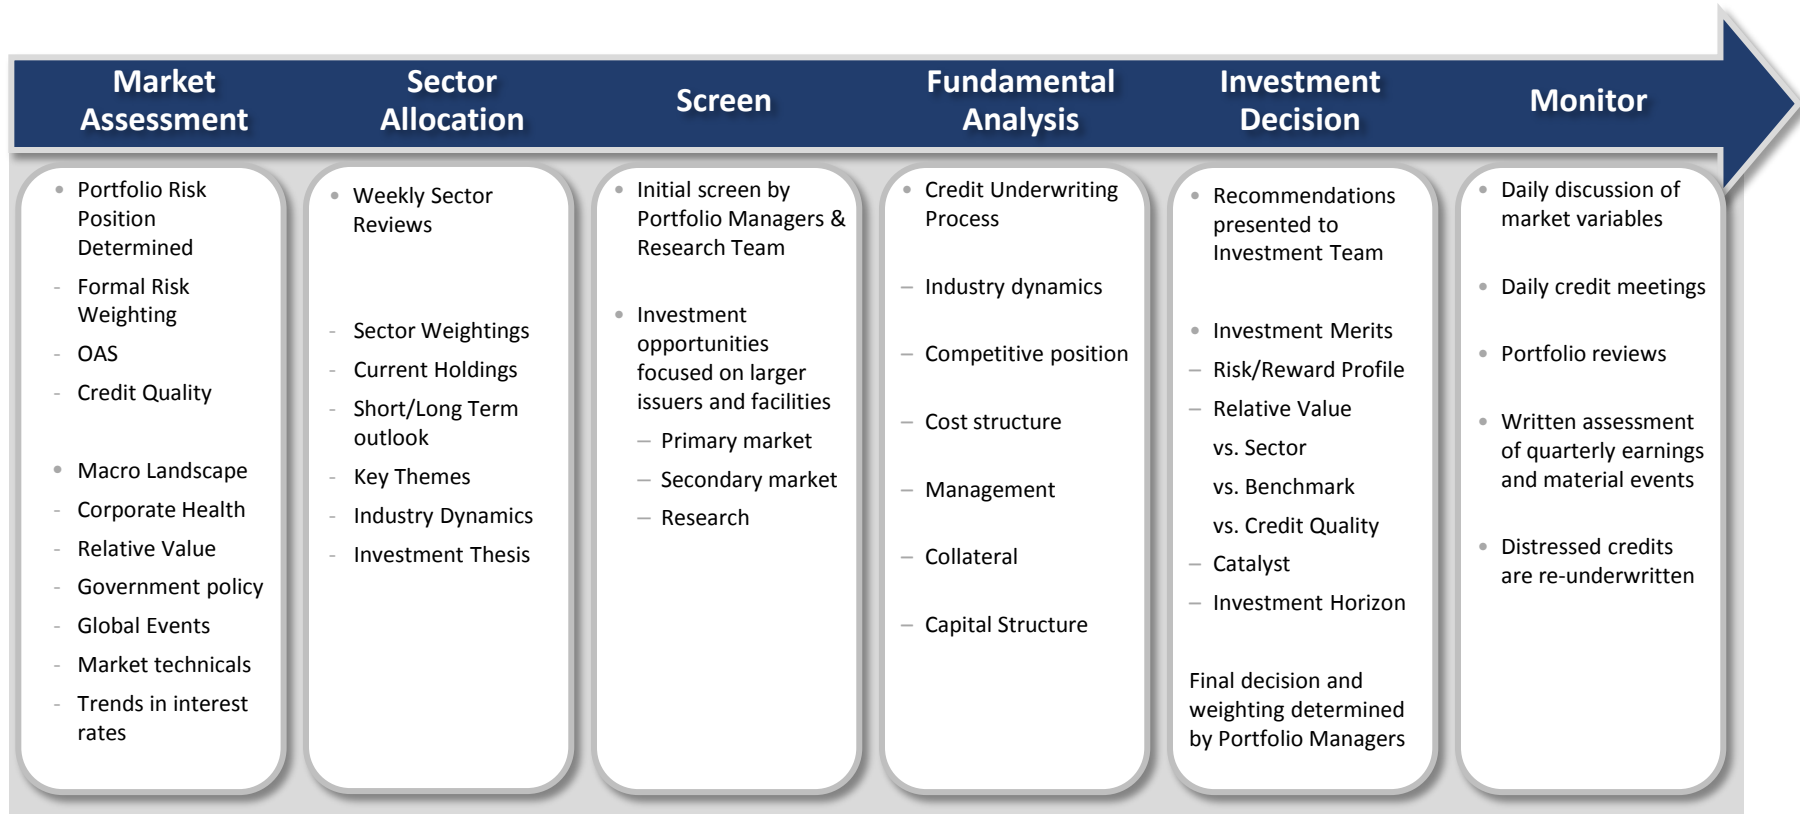 Market
Assessment
Sector
Allocation
Screen
Fundamental
Analysis
Investment
Decision
Monitor
• Portfolio Risk
Position
Determined
- Formal Risk
Weighting
- OAS
- Credit Quality
• Macro Landscape
- Corporate Health
- Relative Value
- Government policy
- Global Events
- Market technicals
- Trends in interest
rates
• Weekly Sector
Reviews
- Sector Weightings
- Current Holdings
- Short/Long Term
outlook
- Key Themes
- Industry Dynamics
- Investment Thesis
• Initial screen by
Portfolio Managers &
Research Team
• Investment
opportunities
focused on larger
issuers and facilities
– Primary market
– Secondary market
– Research
• Credit Underwriting
Process
– Industry dynamics
– Competitive position
– Cost structure
– Management
– Collateral
– Capital Structure
• Recommendations
presented to
Investment Team
• Investment Merits
– Risk/Reward Profile
– Relative Value
vs. Sector
vs. Benchmark
vs. Credit Quality
– Catalyst
– Investment Horizon
Final decision and
weighting determined
by Portfolio Managers
• Daily discussion of
market variables
• Daily credit meetings
• Portfolio reviews
• Written assessment
of quarterly earnings
and material events
• Distressed credits
are re-underwritten